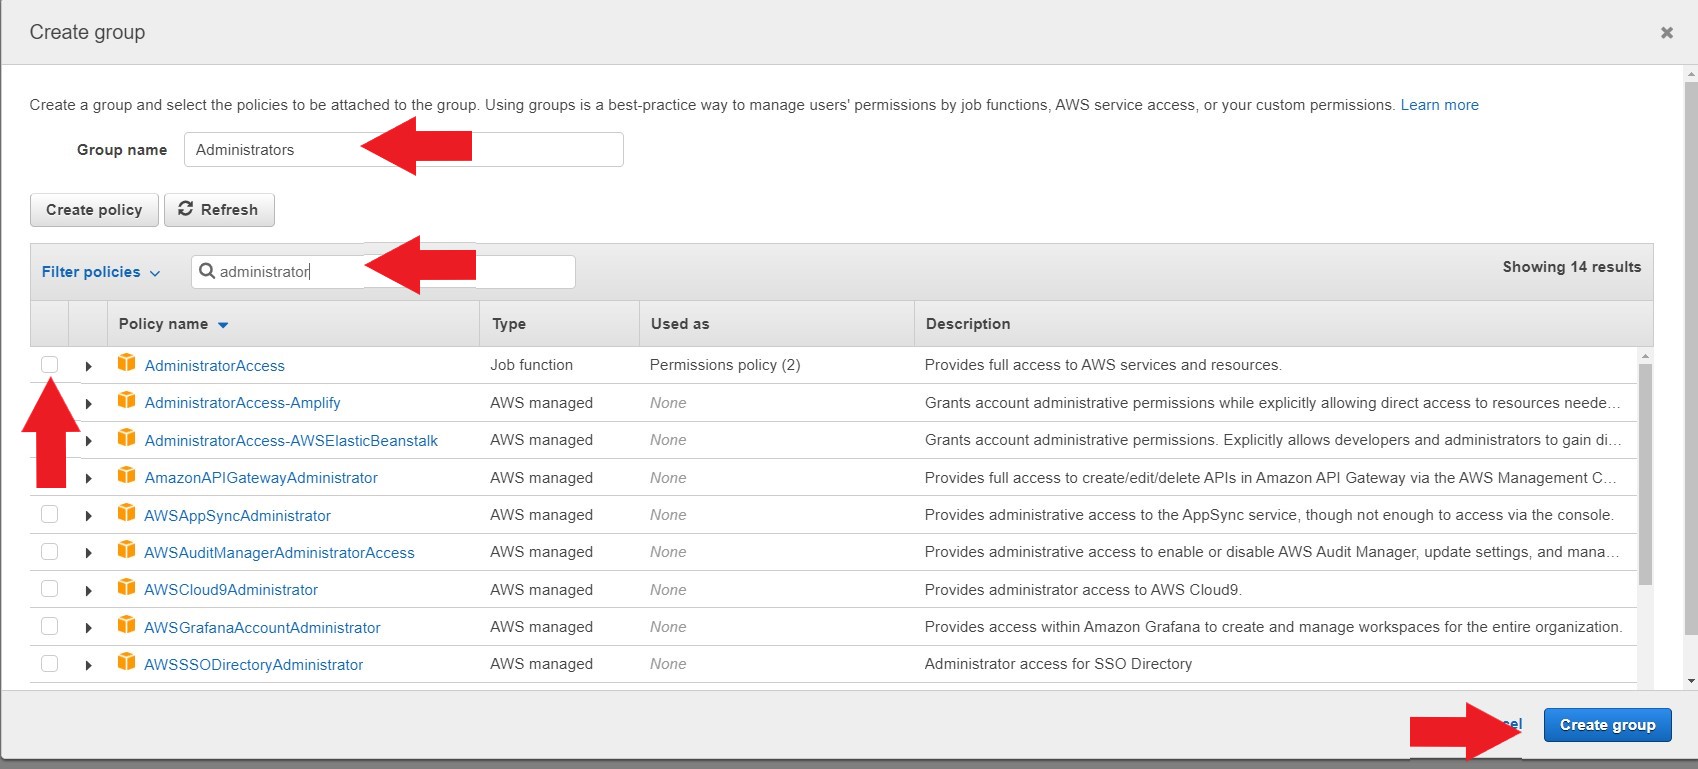 Create group
Create a group and select the policies to be attached to the group. Using groups is a best-practice way to manage users' permissions by job functions, AWS service access, or your custom permissions. Learn more
Group name Administrators
Create policy Refresh
Filter policies administrator Showing 14 results
Policy name Type Used as Description
AdministratorAccess Job function Permissions policy (2) Provides full access to AWS services and resources.
AdministratorAccess-Amplify AWS managed None Grants account administrative permissions while explicitly allowing direct access to resources neede...
AdministratorAccess-AWSElasticBeanstalk AWS managed None Grants account administrative permissions. Explicitly allows developers and administrators to gain di...
AmazonAPIGatewayAdministrator AWS managed None Provides full access to create/edit/delete APIs in Amazon API Gateway via the AWS Management C...
AWSAppSyncAdministrator AWS managed None Provides administrative access to the AppSync service, though not enough to access via the console.
AWSAuditManagerAdministratorAccess AWS managed None Provides administrative access to enable or disable AWS Audit Manager, update settings, and mana...
AWSCloud9Administrator AWS managed None Provides administrator access to AWS Cloud9.
AWSGrafanaAccountAdministrator AWS managed None Provides access within Amazon Grafana to create and manage workspaces for the entire organization.
AWSSSODirectoryAdministrator AWS managed None Administrator access for SSO Directory
Create group